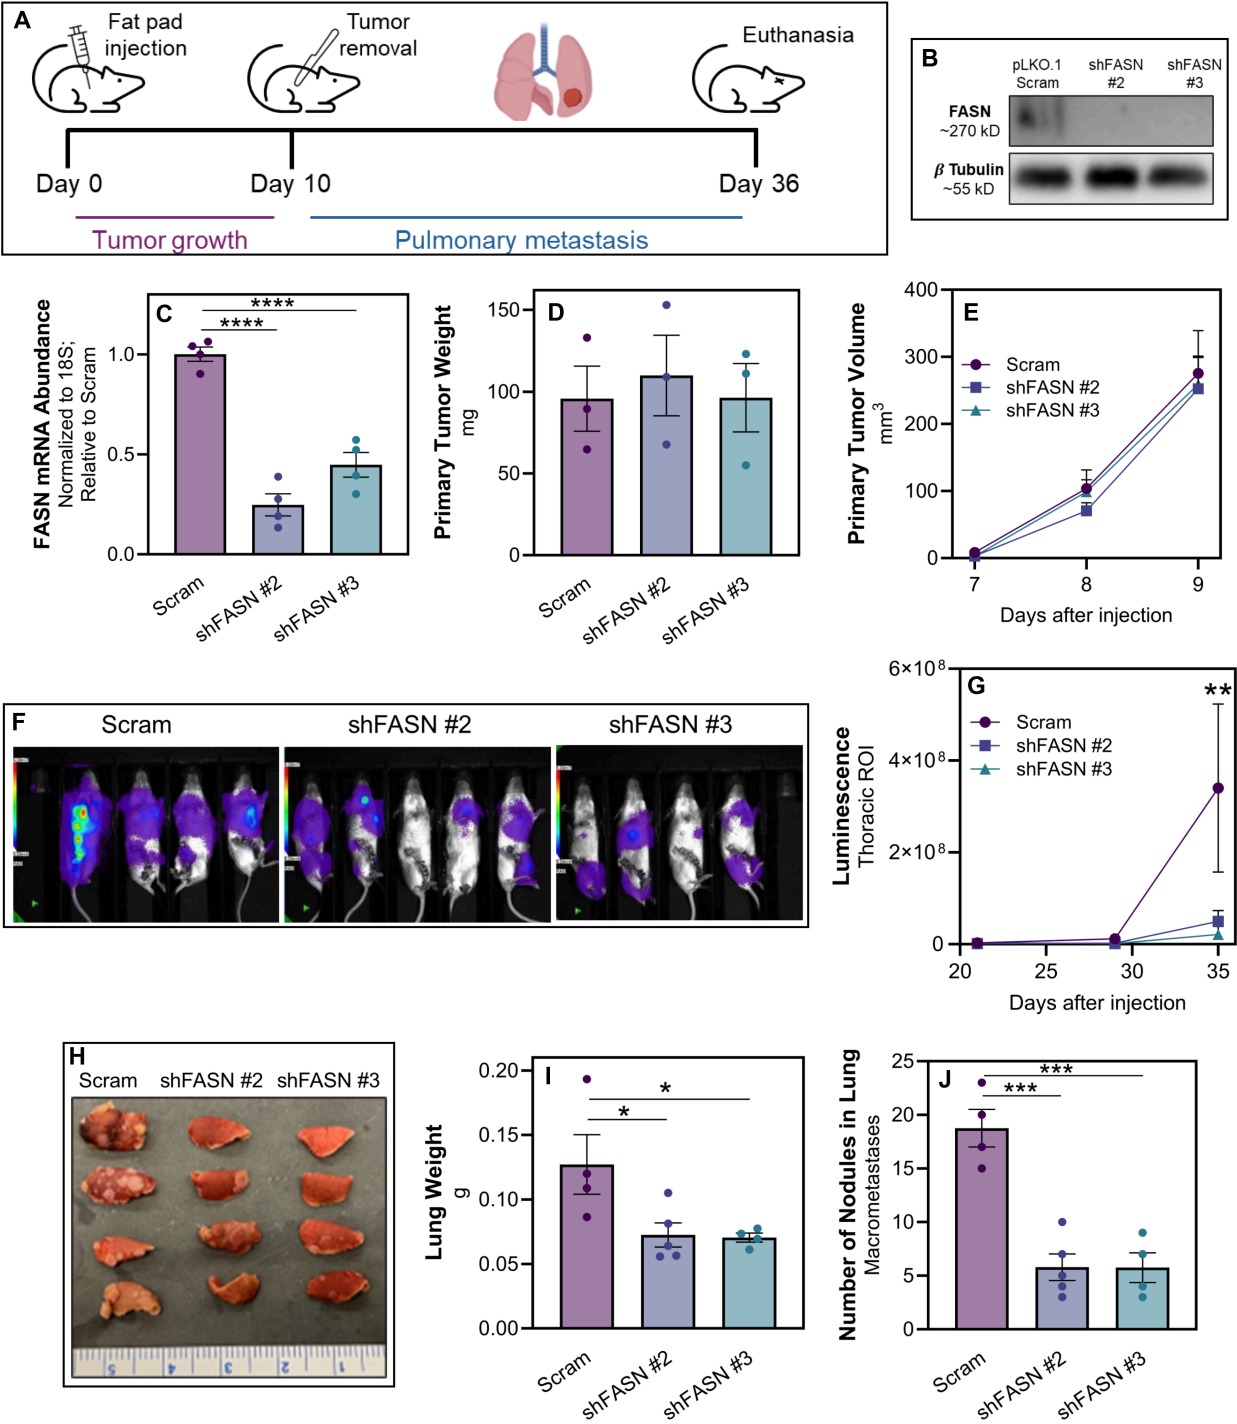 A
Fat pad
injection
Tumor
removal
Euthanasia
Day 0
Day 10
Day 36
Tumor growth
Pulmonary metastasis
B
pLKO.1
Scram
shFASN
#2
shFASN
#3
FASN
~270 kD
β Tubulin
~55 kD
C
FASN mRNA Abundance
Normalized to 18S;
Relative to Scram
1.0
0.5
0.0
****
****
Scram
shFASN #2
shFASN #3
D
Primary Tumor Weight
mg
150
100
50
0
Scram
shFASN #2
shFASN #3
E
Primary Tumor Volume
mm³
400
300
200
100
0
Scram
shFASN #2
shFASN #3
7
8
9
Days after injection
F
Scram
shFASN #2
shFASN #3
G
Luminescence
Thoracic ROI
6×10⁸
4×10⁸
2×10⁸
0
**
Scram
shFASN #2
shFASN #3
20
25
30
35
Days after injection
H
Scram
shFASN #2
shFASN #3
5
4
3
2
1
I
Lung Weight
g
0.20
0.15
0.10
0.05
0.00
*
*
Scram
shFASN #2
shFASN #3
J
Number of Nodules in Lung
Macrometastases
25
20
15
10
5
0
***
***
Scram
shFASN #2
shFASN #3